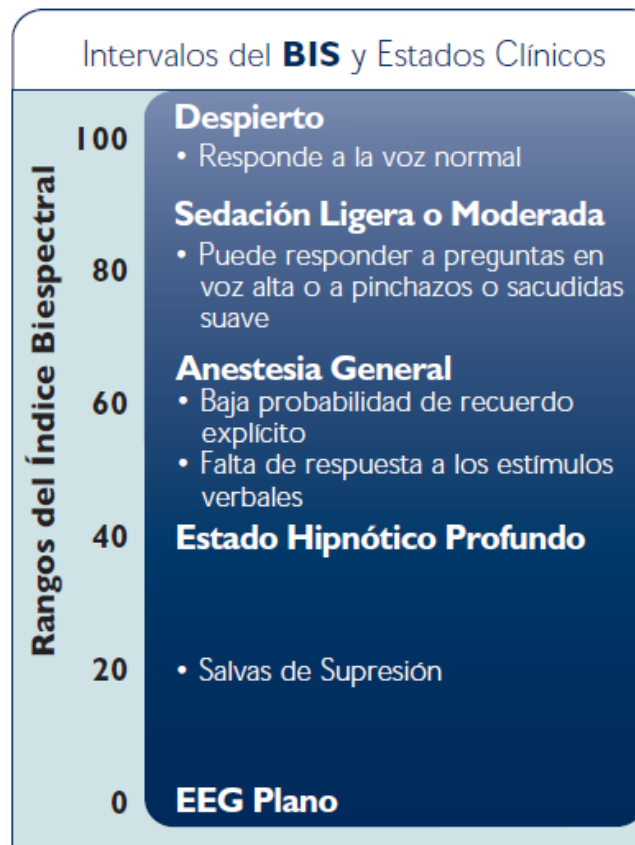 Intervalos del BIS y Estados Clínicos
Rangos del Índice Biespectral
100
Despierto
• Responde a la voz normal
Sedación Ligera o Moderada
80
• Puede responder a preguntas en
voz alta o a pinchazos o sacudidas
suave
Anestesia General
60
• Baja probabilidad de recuerdo
explícito
• Falta de respuesta a los estímulos
verbales
40
Estado Hipnótico Profundo
20
• Salvas de Supresión
0
EEG Plano